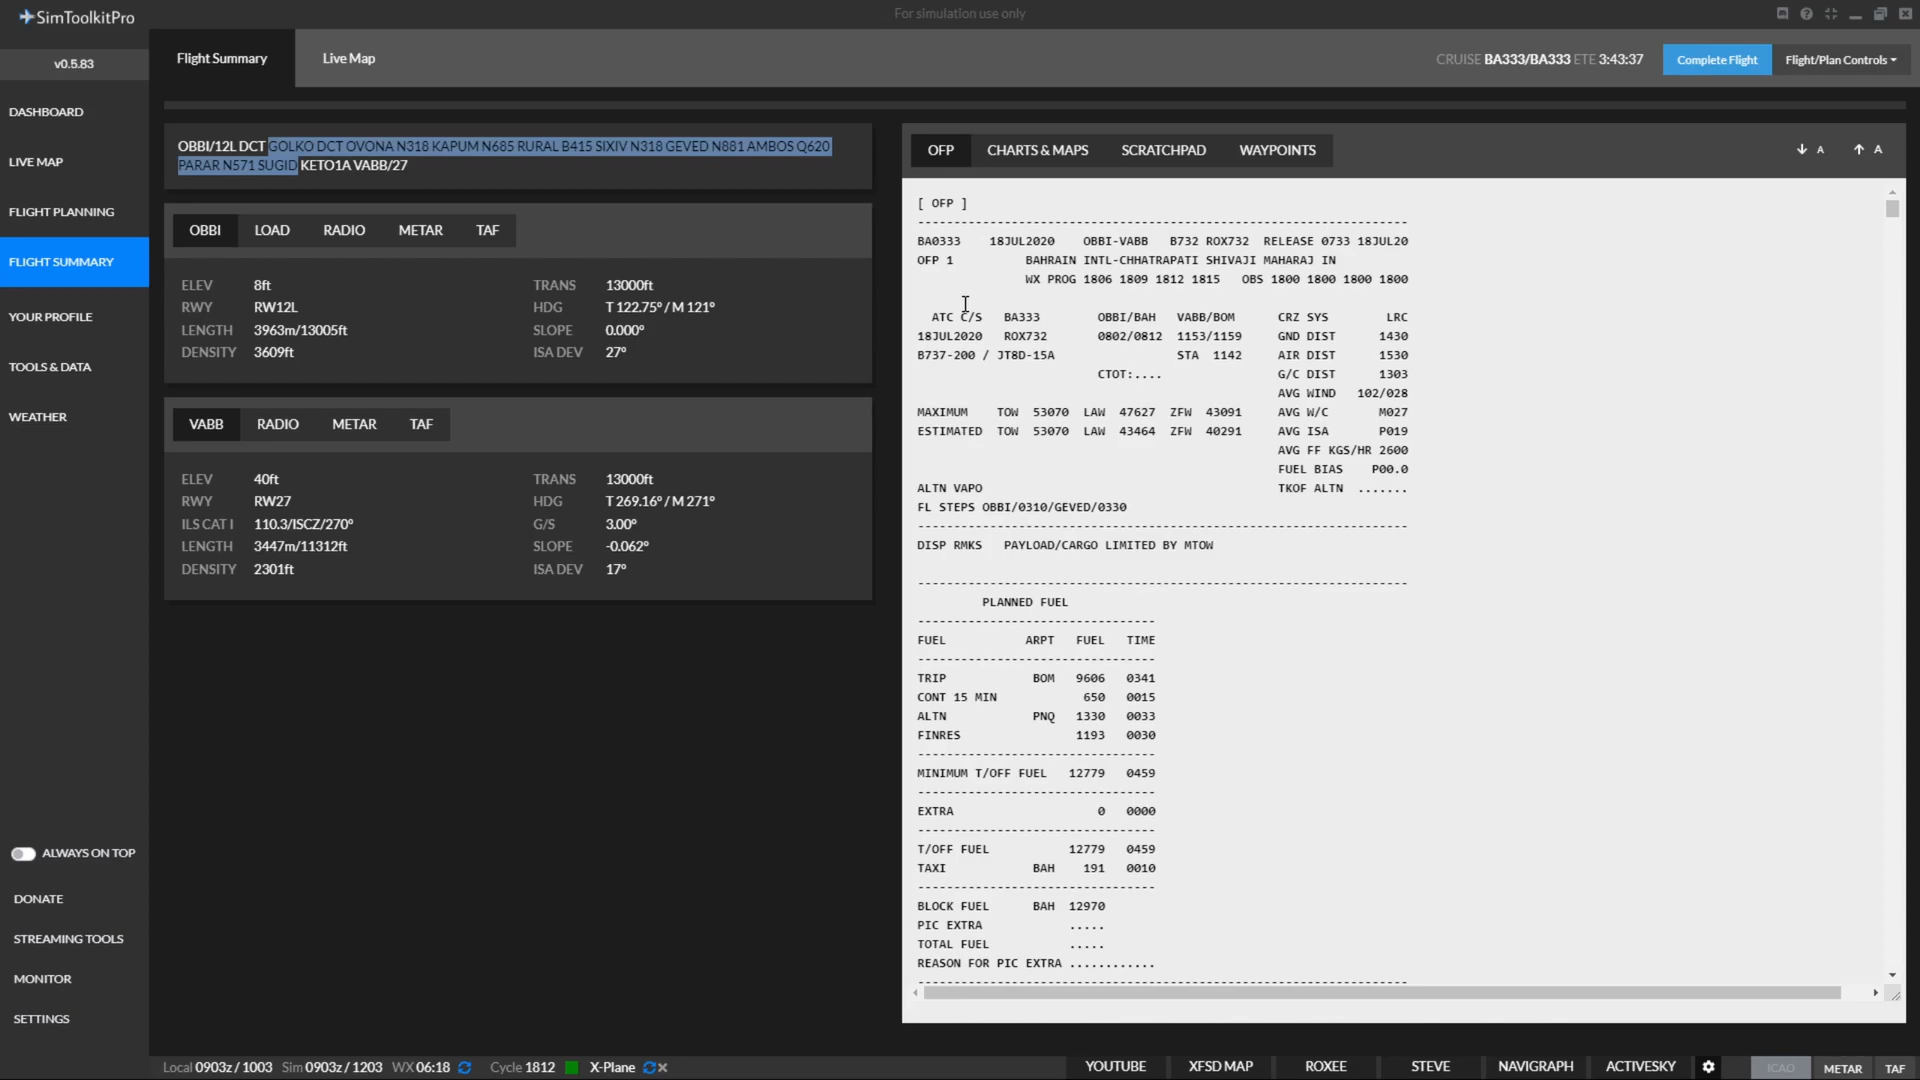 SimToolkitPro
For simulation use only
v0.5.83
Flight Summary
Live Map
CRUISE BA333/BA333 ETE 3:43:37
Complete Flight
Flight/Plan Controls
DASHBOARD
LIVE MAP
FLIGHT PLANNING
FLIGHT SUMMARY
YOUR PROFILE
TOOLS & DATA
WEATHER
ALWAYS ON TOP
DONATE
STREAMING TOOLS
MONITOR
SETTINGS
OBBI/12L DCT GOLKO DCT OVONA N318 KAPUM N685 RURAL B415 SIXIV N318 GEVED N881 AMBOS Q620
PARAR N571 SUGID KETO1A VABB/27
OBBI LOAD RADIO METAR TAF
ELEV 8ft TRANS 13000ft
RWY RW12L HDG T 122.75º / M 121º
LENGTH 3963m/13005ft SLOPE 0.000º
DENSITY 3609ft ISA DEV 27º
VABB RADIO METAR TAF
ELEV 40ft TRANS 13000ft
RWY RW27 HDG T 269.16º / M 271º
ILS CAT I 110.3/ISCZ/270º G/S 3.00º
LENGTH 3447m/11312ft SLOPE -0.062º
DENSITY 2301ft ISA DEV 17º
OFP CHARTS & MAPS SCRATCHPAD WAYPOINTS
A A
[ OFP ]
--------------------------------------------------------------------
BA0333 18JUL2020 OBBI-VABB B732 ROX732 RELEASE 0733 18JUL20
OFP 1 BAHRAIN INTL-CHHATRAPATI SHIVAJI MAHARAJ IN
WX PROG 1806 1809 1812 1815 OBS 1800 1800 1800 1800
ATC C/S BA333 OBBI/BAH VABB/BOM CRZ SYS LRC
18JUL2020 ROX732 0802/0812 1153/1159 GND DIST 1430
B737-200 / JT8D-15A STA 1142 AIR DIST 1530
CTOT:.... G/C DIST 1303
AVG WIND 102/028
MAXIMUM TOW 53070 LAW 47627 ZFW 43091 AVG W/C M027
ESTIMATED TOW 53070 LAW 43464 ZFW 40291 AVG ISA P019
AVG FF KGS/HR 2600
FUEL BIAS P00.0
ALTN VAPO TKOF ALTN .......
FL STEPS OBBI/0310/GEVED/0330
--------------------------------------------------------------------
DISP RMKS PAYLOAD/CARGO LIMITED BY MTOW
--------------------------------------------------------------------
PLANNED FUEL
---------------------------------
FUEL ARPT FUEL TIME
---------------------------------
TRIP BOM 9606 0341
CONT 15 MIN 650 0015
ALTN PNQ 1330 0033
FINRES 1193 0030
---------------------------------
MINIMUM T/OFF FUEL 12779 0459
---------------------------------
EXTRA 0 0000
---------------------------------
T/OFF FUEL 12779 0459
TAXI BAH 191 0010
---------------------------------
BLOCK FUEL BAH 12970
PIC EXTRA .....
TOTAL FUEL .....
REASON FOR PIC EXTRA ............
--------------------------------------------------------------------
Local 0903z / 1003 Sim 0903z / 1203 WX 06:18 Cycle 1812 X-Plane
YOUTUBE XFSD MAP ROXEE STEVE NAVIGRAPH ACTIVESKY ICAO METAR TAF